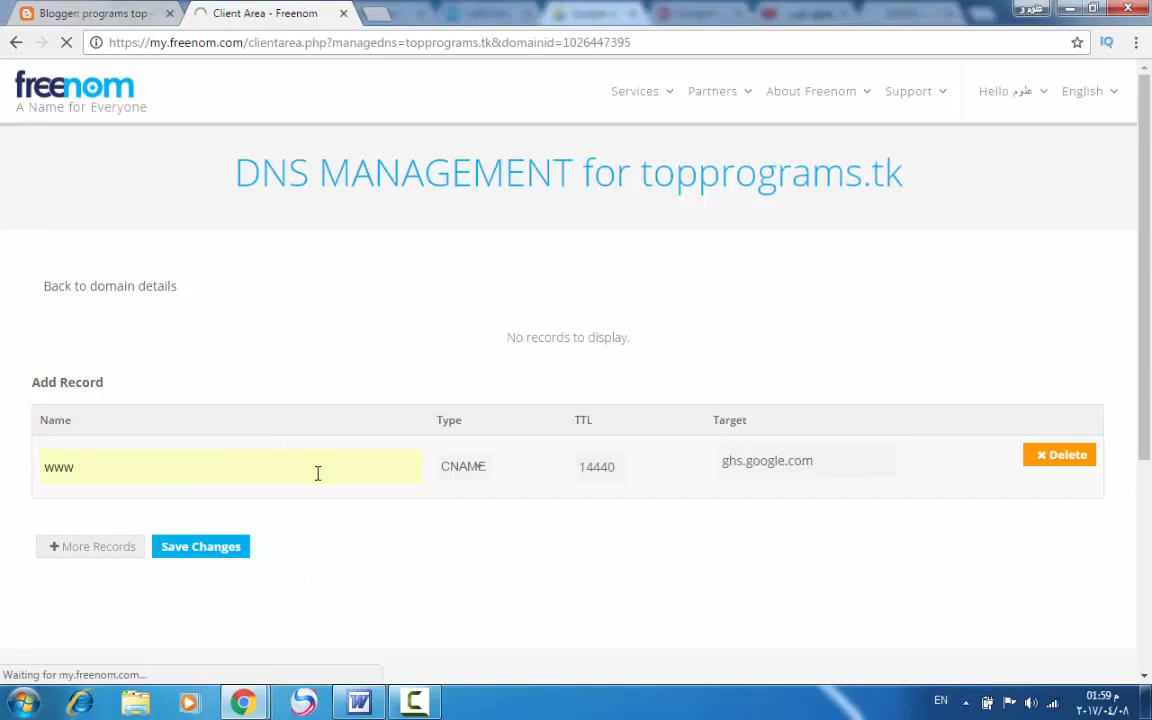 Blogger: programs top -
Client Area - Freenom
علوم و
https://my.freenom.com/clientarea.php?managedns=topprograms.tk&domainid=1026447395
IQ
freenom
A Name for Everyone
Services
Partners
About Freenom
Support
Hello علوم
English
DNS MANAGEMENT for topprograms.tk
Back to domain details
No records to display.
Add Record
Name Type TTL Target
www CNAME 14440 ghs.google.com
Delete
More Records
Save Changes
Waiting for my.freenom.com...
EN
01:59 م
٢٠١٧/٠٤/٠٨